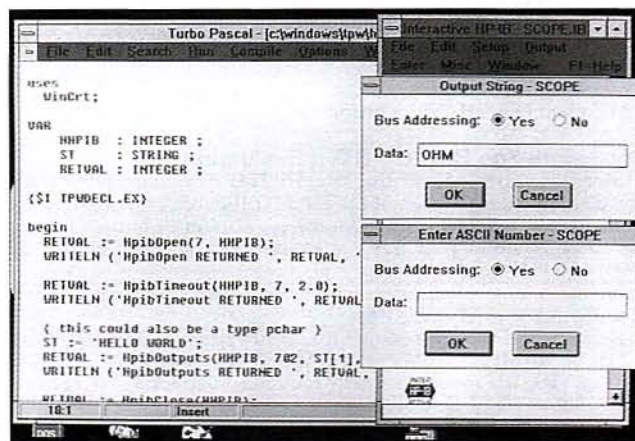 Turbo Pascal - [c:\windows\tpw\h
File Edit Search Run Compile Options W
uses
WinCrt;
VAR
HHPIB : INTEGER ;
ST : STRING ;
RETVAL : INTEGER ;
{$I TPWDECL.EX}
begin
RETVAL := HpibOpen(7, HHPIB);
WRITELN ('HpibOpen RETURNED ', RETVAL, '
RETVAL := HpibTimeout(HHPIB, 7, 2.0);
WRITELN ('HpibTimeout RETURNED ', RETVAL
{ this could also be a type pchar }
ST := 'HELLO WORLD';
RETVAL := HpibOutputs(HHPIB, 702, ST[1],
WRITELN ('HpibOutputs RETURNED ', RETVAL,
RETVAL := HpibClose(HHPIB);
18:1 Insert
Interactive HP-IB - SCOPE.IB
File Edit Setup Output
Enter Misc Window F1=Help
Output String - SCOPE
Bus Addressing: Yes No
Data: OHM
OK Cancel
Enter ASCII Number - SCOPE
Bus Addressing: Yes No
Data:
OK Cancel